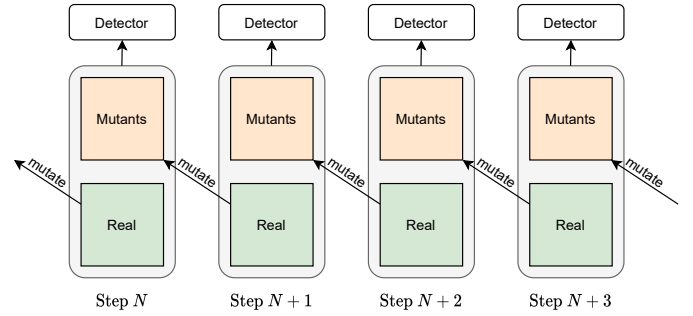 Detector Detector Detector Detector
Mutants Mutants Mutants Mutants
mutate mutate mutate mutate mutate
Real Real Real Real
Step N Step N + 1 Step N + 2 Step N + 3